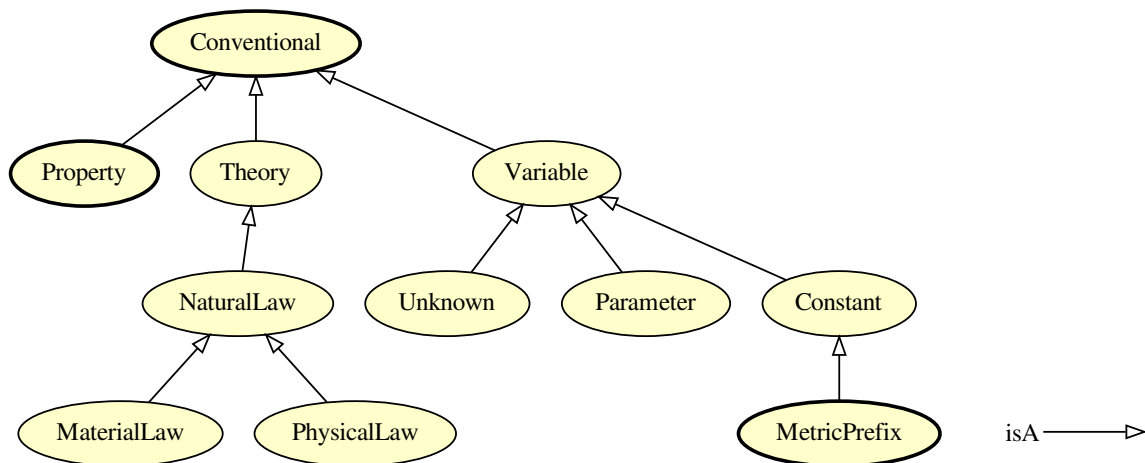 Conventional
Property
Theory
Variable
NaturalLaw
Unknown
Parameter
Constant
MaterialLaw
PhysicalLaw
MetricPrefix
isA